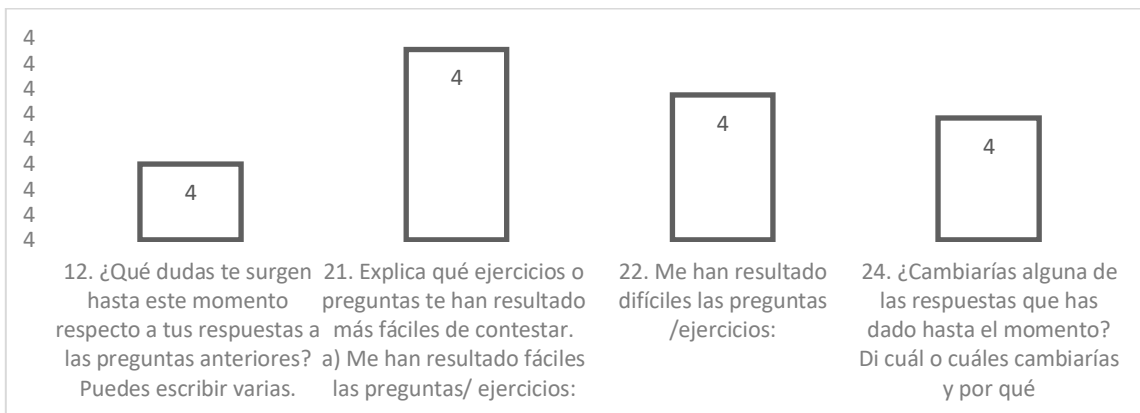 4
4
4
4
4
4
4
4
4
4
4
4
4
12. ¿Qué dudas te surgen
hasta este momento
respecto a tus respuestas a
las preguntas anteriores?
Puedes escribir varias.
21. Explica qué ejercicios o
preguntas te han resultado
más fáciles de contestar.
a) Me han resultado fáciles
las preguntas/ ejercicios:
22. Me han resultado
difíciles las preguntas
/ejercicios:
24. ¿Cambiarías alguna de
las respuestas que has
dado hasta el momento?
Di cuál o cuáles cambiarías
y por qué